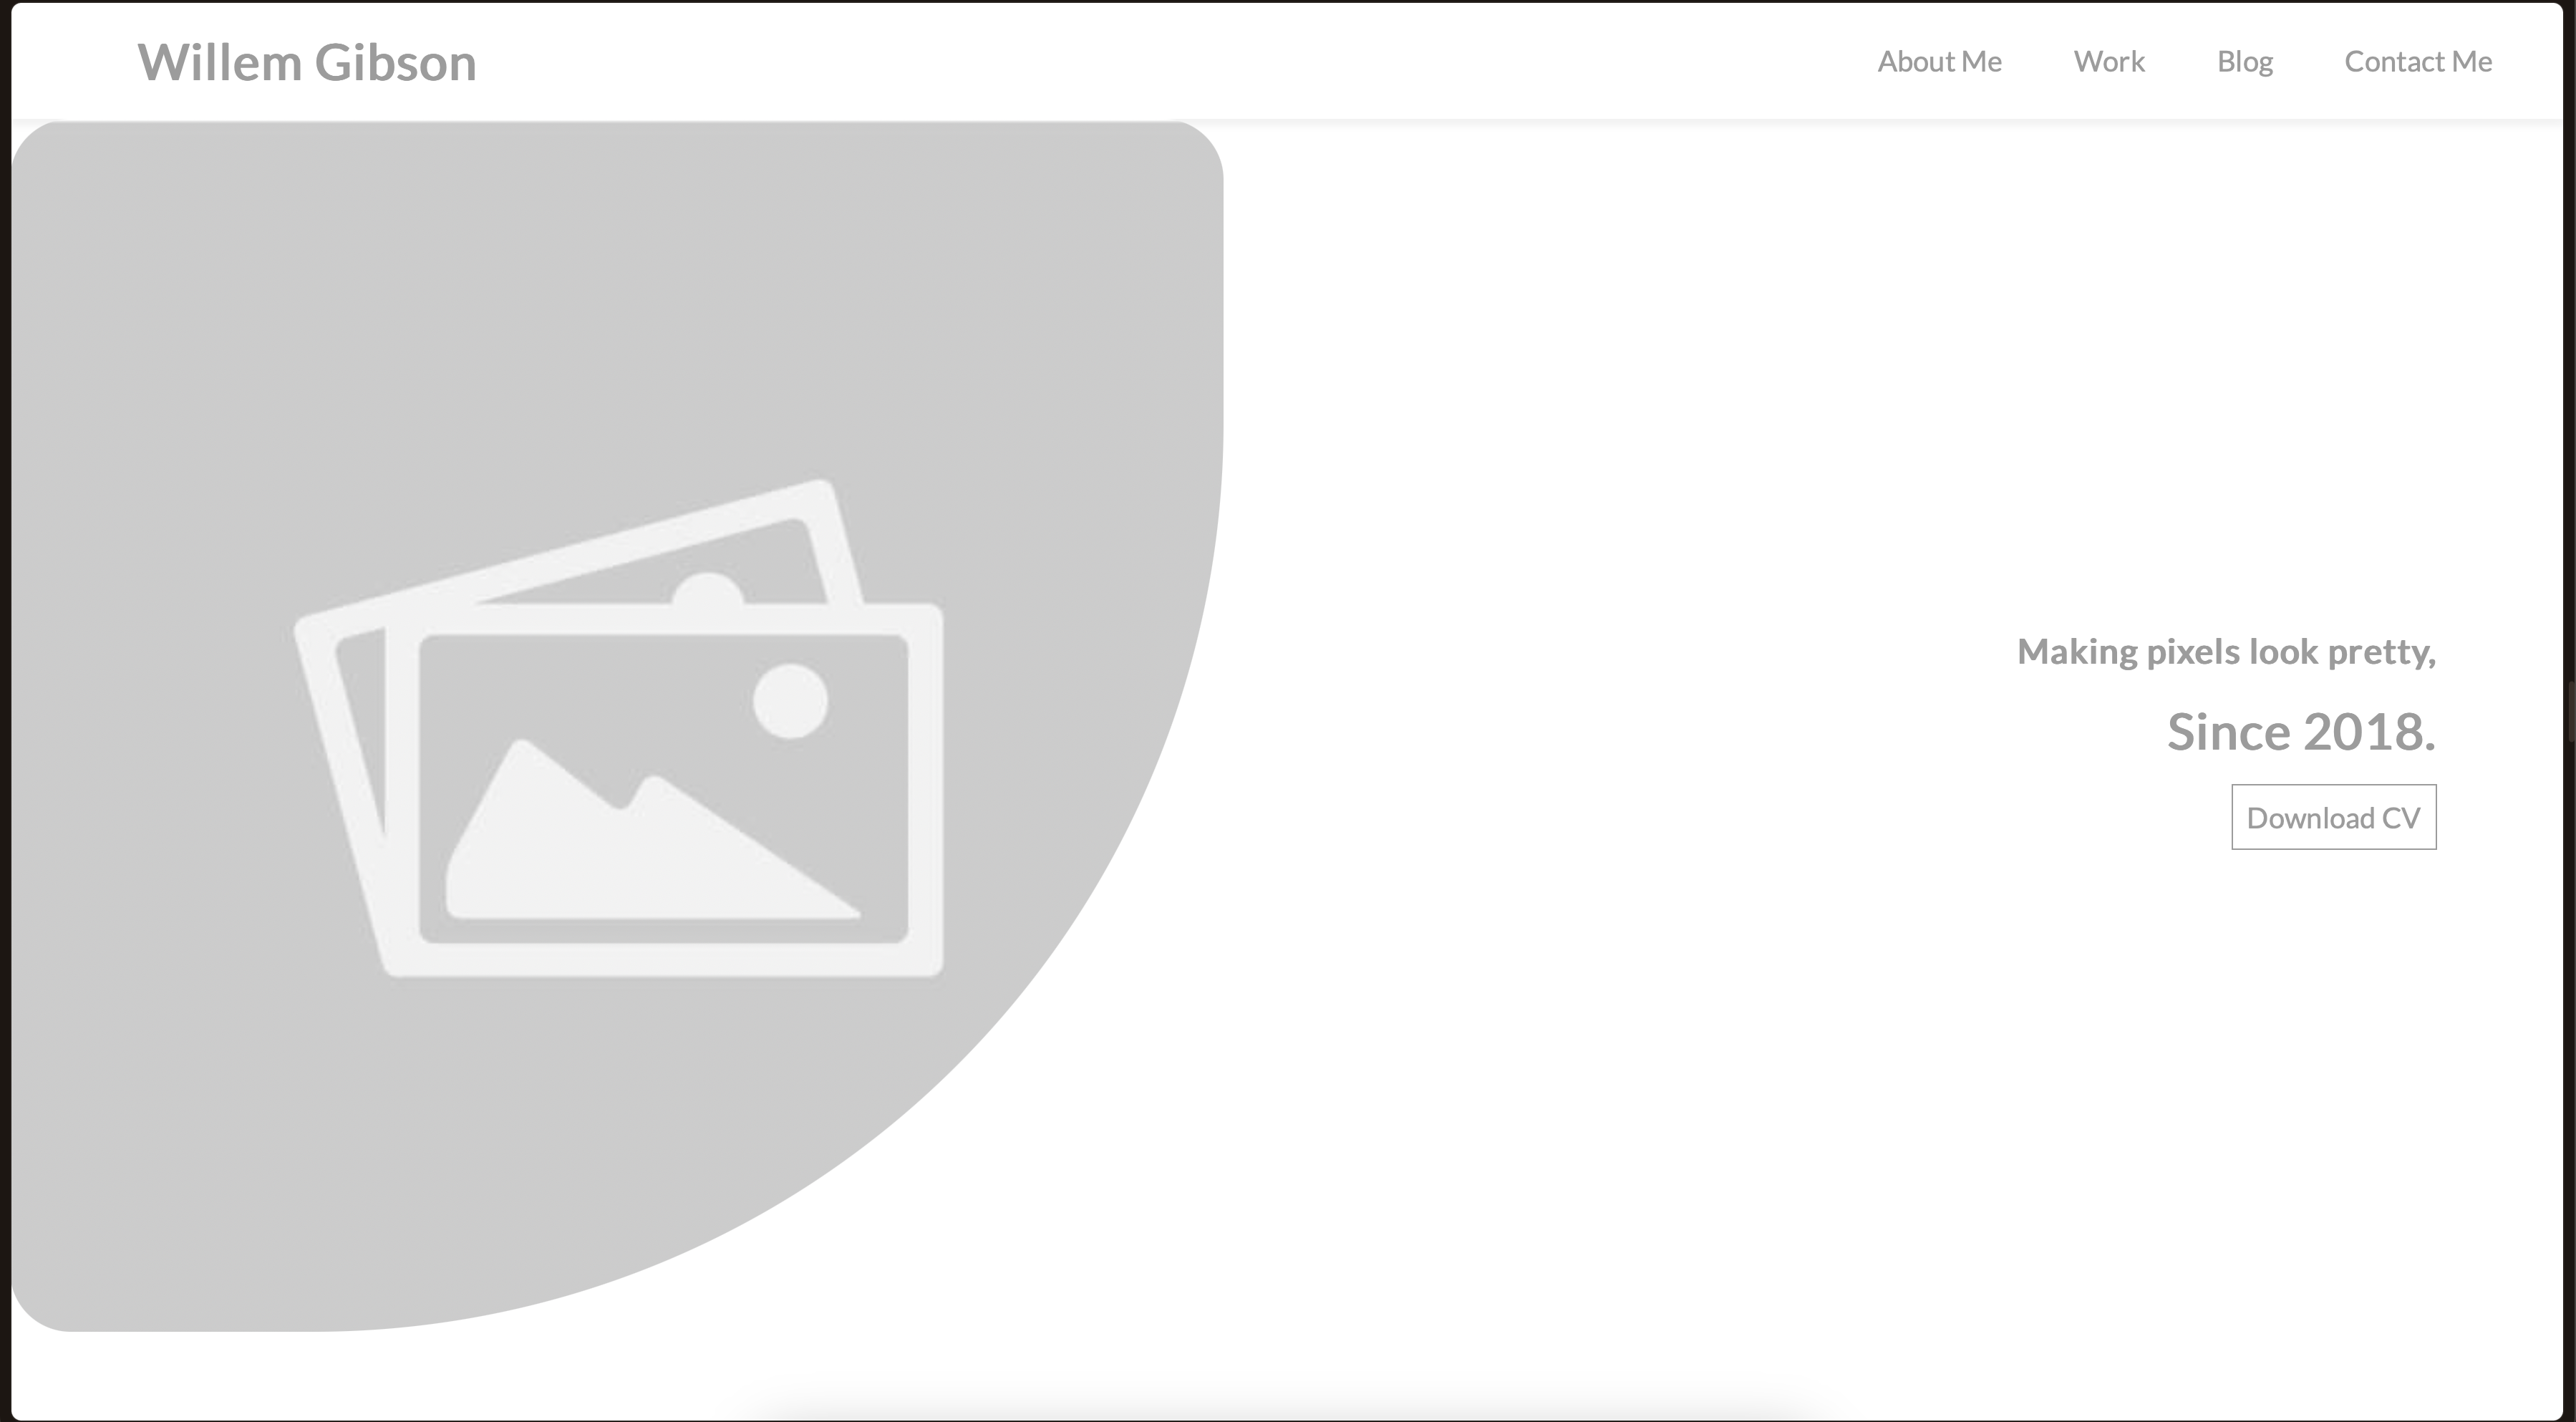 Willem Gibson
About Me
Work
Blog
Contact Me
Making pixels look pretty,
Since 2018.
Download CV